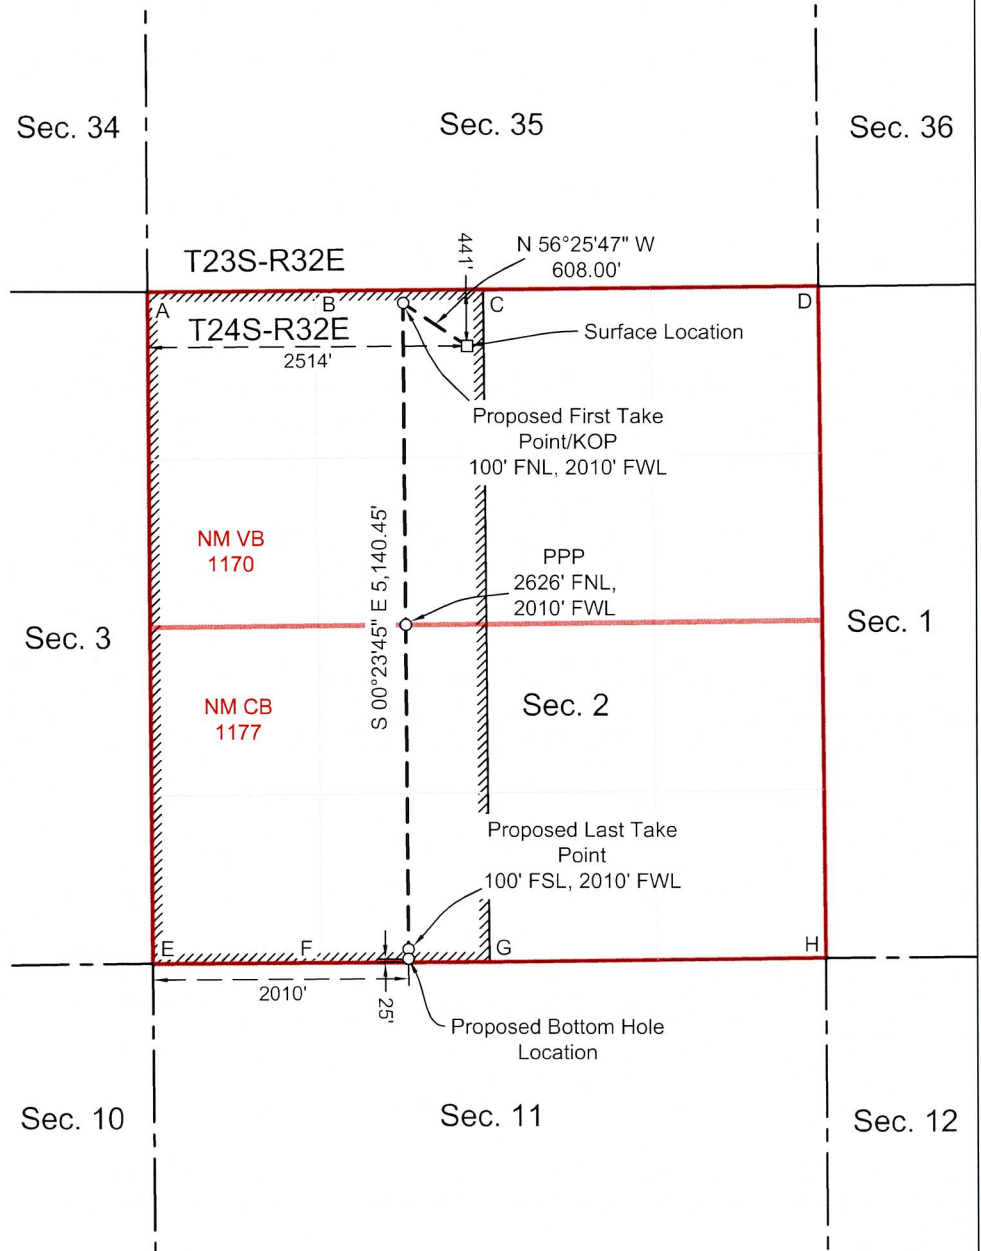 Sec. 34
Sec. 35
Sec. 36
T23S-R32E
441'
N 56°25'47" W
608.00'
A
B
C
D
T24S-R32E
2514'
Surface Location
Proposed First Take
Point/KOP
100' FNL, 2010' FWL
NM VB
1170
S 00°23'45" E 5,140.45'
PPP
2626' FNL,
2010' FWL
Sec. 3
Sec. 1
NM CB
1177
Sec. 2
Proposed Last Take
Point
100' FSL, 2010' FWL
E
F
G
H
2010'
25'
Proposed Bottom Hole
Location
Sec. 10
Sec. 11
Sec. 12